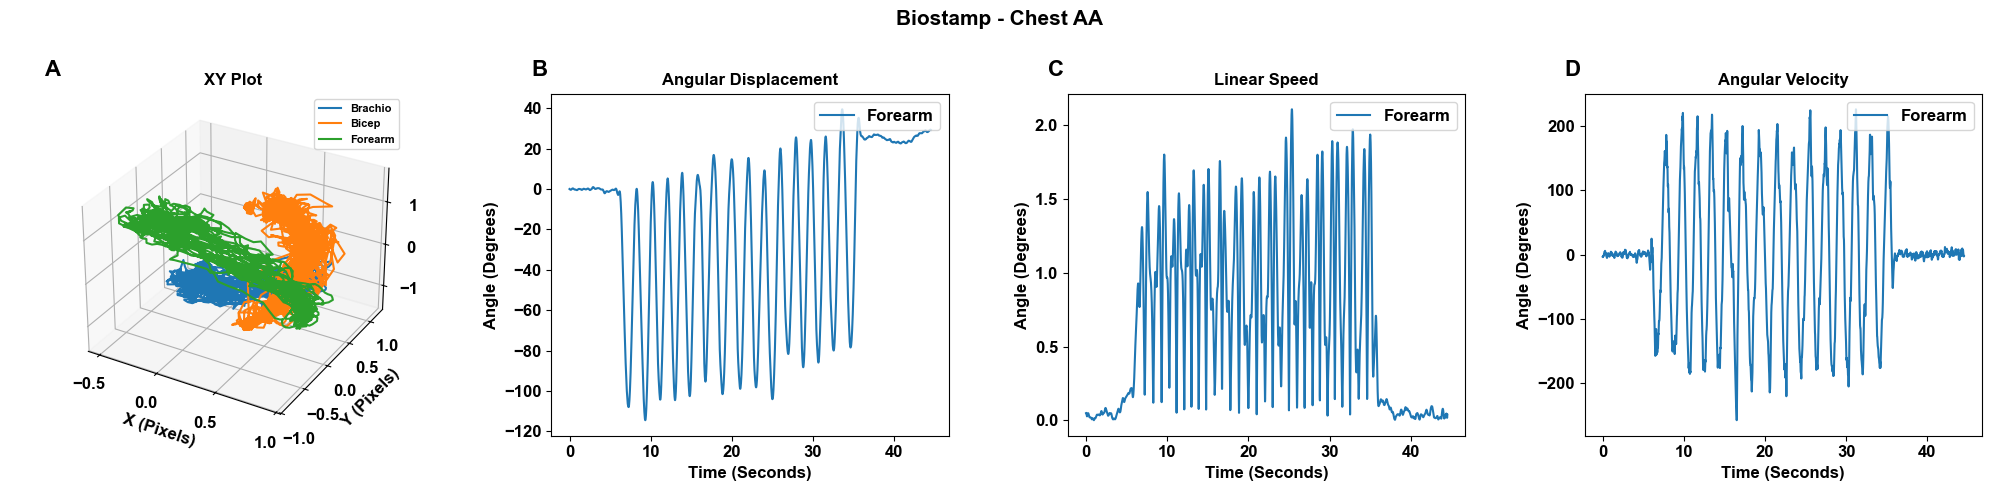 Biostamp - Chest AA
A
XY Plot
Brachio
Bicep
Forearm
1
0
−1
1.0
0.5
0.0
−0.5
−1.0
Y (Pixels)
−0.5
0.0
0.5
1.0
X (Pixels)
B
Angular Displacement
Forearm
40
20
0
−20
−40
−60
−80
−100
−120
Angle (Degrees)
0 10 20 30 40
Time (Seconds)
C
Linear Speed
Forearm
2.0
1.5
1.0
0.5
0.0
Angle (Degrees)
0 10 20 30 40
Time (Seconds)
D
Angular Velocity
Forearm
200
100
0
−100
−200
Angle (Degrees)
0 10 20 30 40
Time (Seconds)